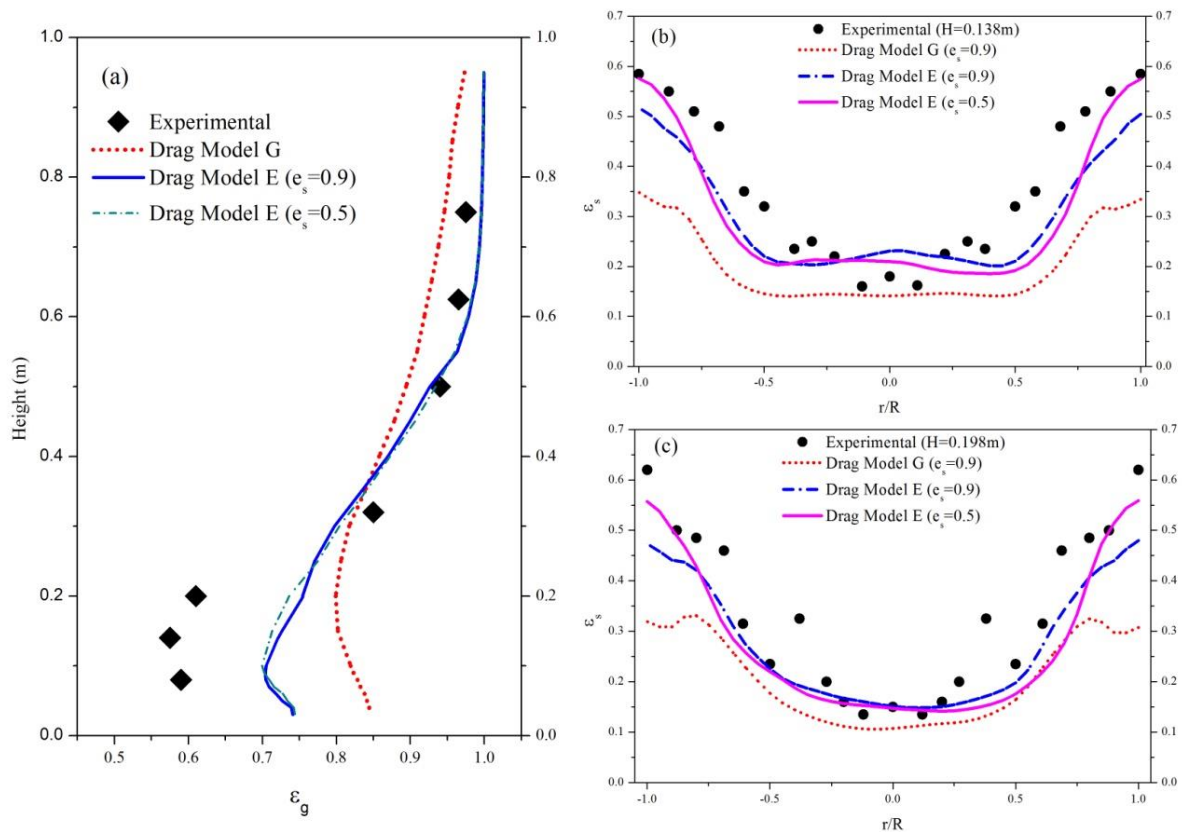 (a)
Experimental
Drag Model G
Drag Model E (es=0.9)
Drag Model E (es=0.5)
1.0
0.8
0.6
0.4
0.2
0.0
1.0
0.8
0.6
0.4
0.2
0.0
Height (m)
0.5 0.6 0.7 0.8 0.9 1.0
εg
(b)
Experimental (H=0.138m)
Drag Model G (es=0.9)
Drag Model E (es=0.9)
Drag Model E (es=0.5)
0.7
0.6
0.5
0.4
0.3
0.2
0.1
0.0
0.7
0.6
0.5
0.4
0.3
0.2
0.1
0.0
εs
-1.0 -0.5 0.0 0.5 1.0
r/R
(c)
Experimental (H=0.198m)
Drag Model G (es=0.9)
Drag Model E (es=0.9)
Drag Model E (es=0.5)
0.7
0.6
0.5
0.4
0.3
0.2
0.1
0.0
0.7
0.6
0.5
0.4
0.3
0.2
0.1
0.0
εs
-1.0 -0.5 0.0 0.5 1.0
r/R